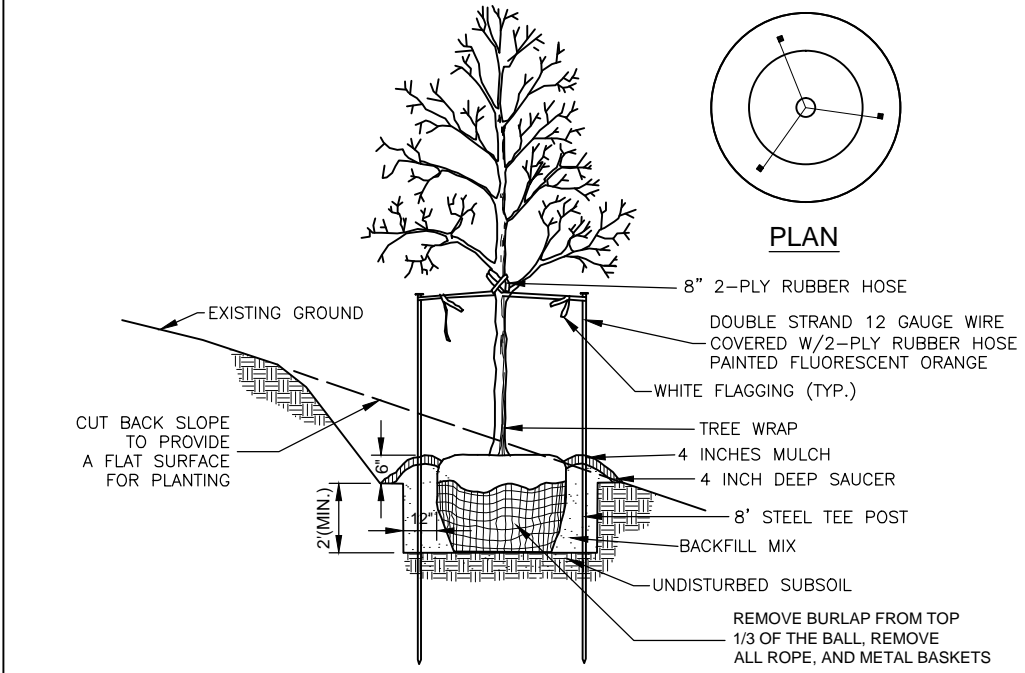 PLAN
8" 2-PLY RUBBER HOSE
EXISTING GROUND
DOUBLE STRAND 12 GAUGE WIRE
COVERED W/2-PLY RUBBER HOSE
PAINTED FLUORESCENT ORANGE
WHITE FLAGGING (TYP.)
CUT BACK SLOPE
TO PROVIDE
A FLAT SURFACE
FOR PLANTING
TREE WRAP
4 INCHES MULCH
6"
4 INCH DEEP SAUCER
2'(MIN.)
12"
8' STEEL TEE POST
BACKFILL MIX
UNDISTURBED SUBSOIL
REMOVE BURLAP FROM TOP
1/3 OF THE BALL, REMOVE
ALL ROPE, AND METAL BASKETS